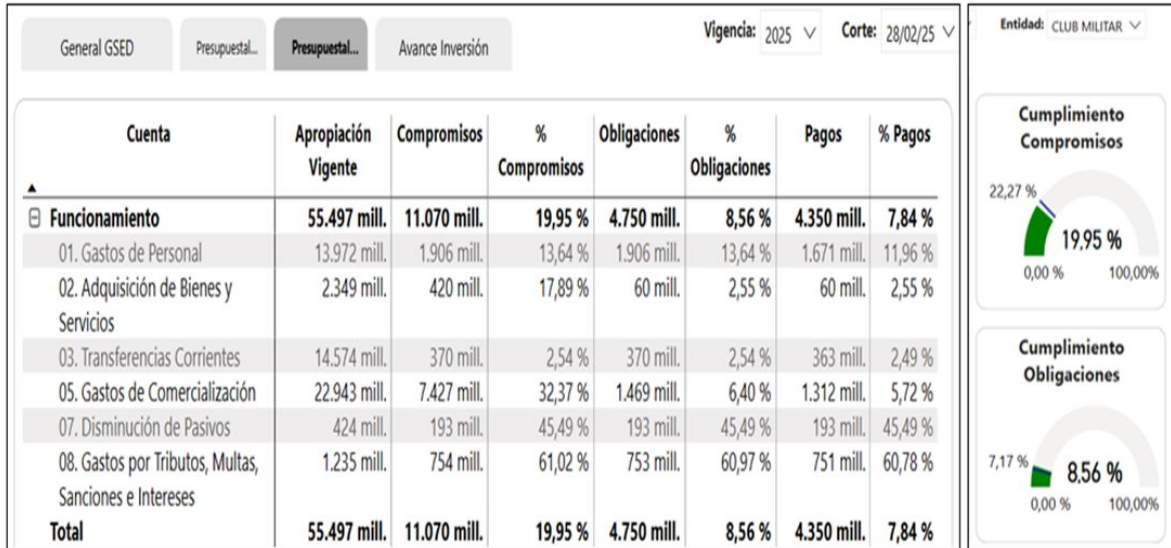 General GSED Presupuestal... Presupuestal... Avance Inversión Vigencia: 2025 Corte: 28/02/25
Cuenta Apropiación Vigente Compromisos % Compromisos Obligaciones % Obligaciones Pagos % Pagos
Funcionamiento 55.497 mill. 11.070 mill. 19,95 % 4.750 mill. 8,56 % 4.350 mill. 7,84 %
01. Gastos de Personal 13.972 mill. 1.906 mill. 13,64 % 1.906 mill. 13,64 % 1.671 mill. 11,96 %
02. Adquisición de Bienes y Servicios 2.349 mill. 420 mill. 17,89 % 60 mill. 2,55 % 60 mill. 2,55 %
03. Transferencias Corrientes 14.574 mill. 370 mill. 2,54 % 370 mill. 2,54 % 363 mill. 2,49 %
05. Gastos de Comercialización 22.943 mill. 7.427 mill. 32,37 % 1.469 mill. 6,40 % 1.312 mill. 5,72 %
07. Disminución de Pasivos 424 mill. 193 mill. 45,49 % 193 mill. 45,49 % 193 mill. 45,49 %
08. Gastos por Tributos, Multas, Sanciones e Intereses 1.235 mill. 754 mill. 61,02 % 753 mill. 60,97 % 751 mill. 60,78 %
Total 55.497 mill. 11.070 mill. 19,95 % 4.750 mill. 8,56 % 4.350 mill. 7,84 %
Entidad: CLUB MILITAR
Cumplimiento
Compromisos
22,27 %
19,95 %
0,00 % 100,00%
Cumplimiento
Obligaciones
7,17 %
8,56 %
0,00 % 100,00%